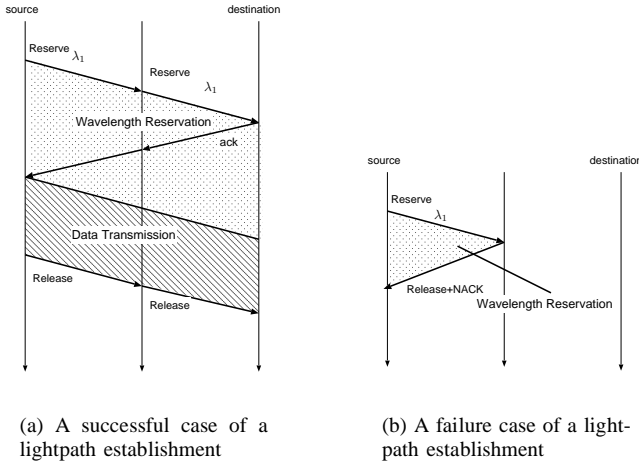 source
destination
Reserve
λ1
Reserve
λ1
Wavelength Reservation
ack
Data Transmission
Release
Release
(a) A successful case of a
lightpath establishment
source
destination
Reserve
λ1
Release+NACK
Wavelength Reservation
(b) A failure case of a light-
path establishment